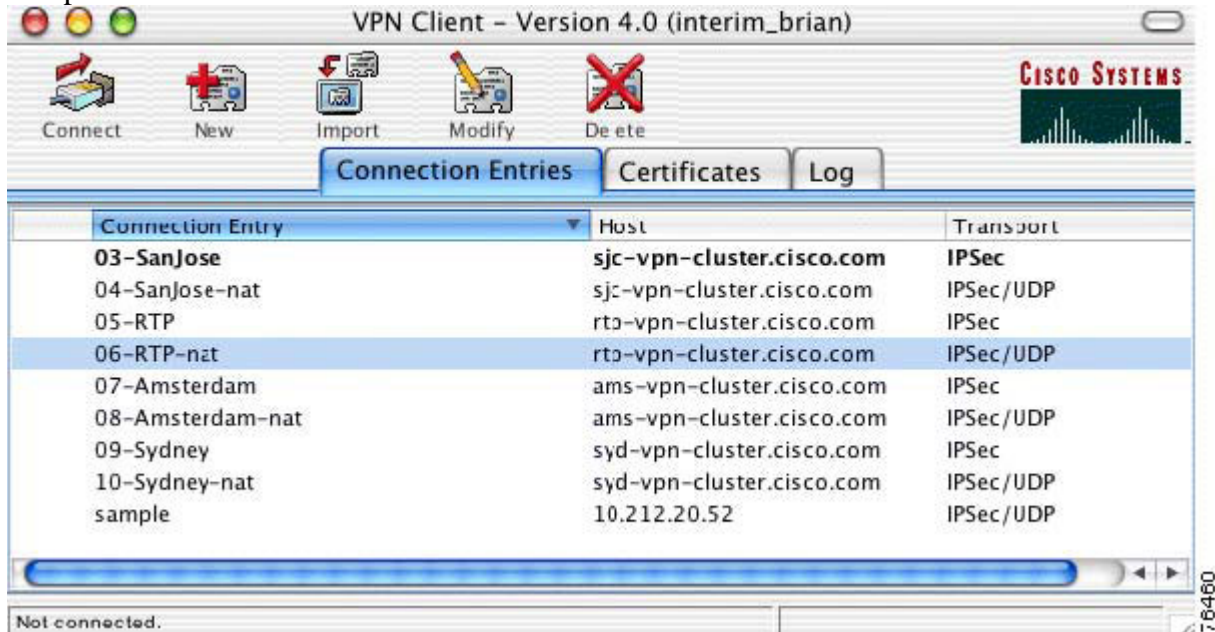 VPN Client – Version 4.0 (interim_brian)
Connect New Import Modify De ete
CISCO SYSTEMS
Connection Entries Certificates Log
Connection Entry Host Transport
03-SanJose sjc-vpn-cluster.cisco.com IPSec
04-SanJose-nat sjc-vpn-cluster.cisco.com IPSec/UDP
05-RTP rtp-vpn-cluster.cisco.com IPSec
06-RTP-nat rtp-vpn-cluster.cisco.com IPSec/UDP
07-Amsterdam ams-vpn-cluster.cisco.com IPSec
08-Amsterdam-nat ams-vpn-cluster.cisco.com IPSec/UDP
09-Sydney syd-vpn-cluster.cisco.com IPSec
10-Sydney-nat syd-vpn-cluster.cisco.com IPSec/UDP
sample 10.212.20.52 IPSec/UDP
Not connected.
76460